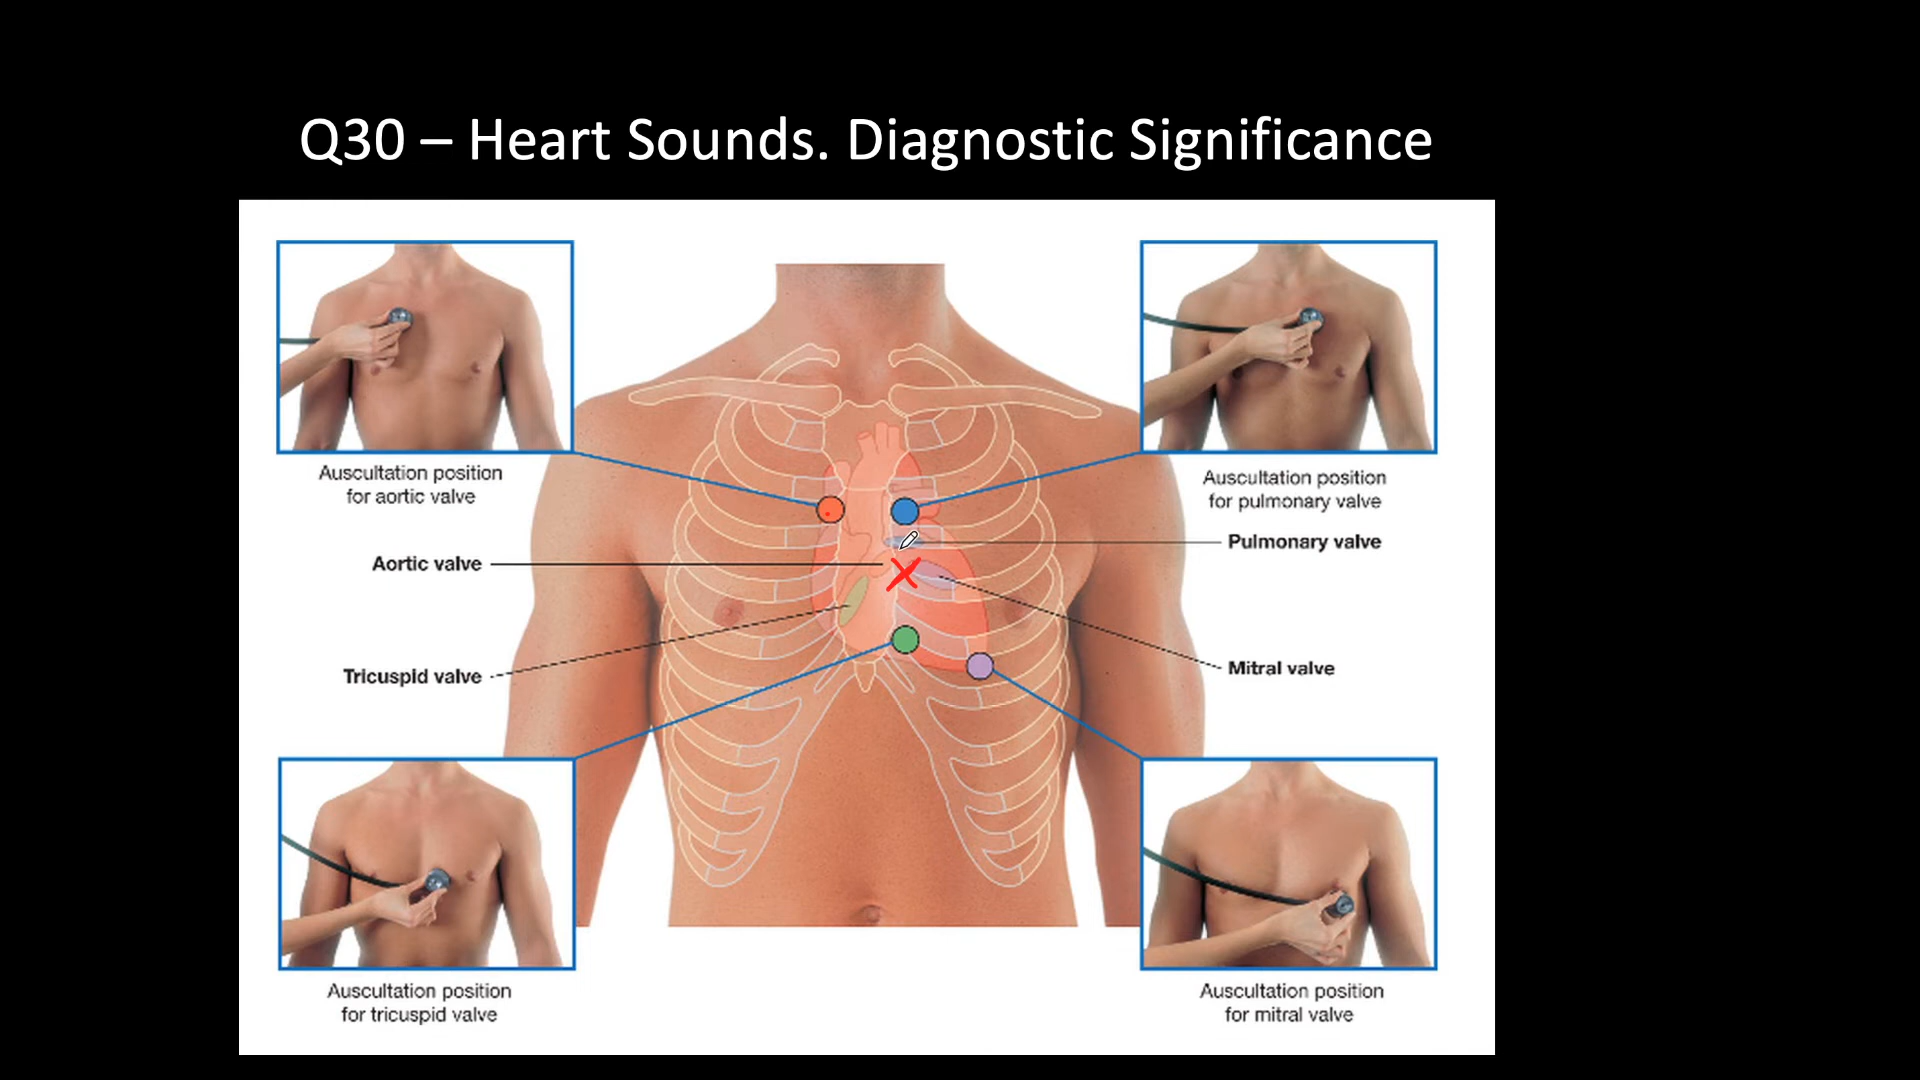 Q30 – Heart Sounds. Diagnostic Significance
Auscultation position
for aortic valve
Auscultation position
for pulmonary valve
Aortic valve
Pulmonary valve
Tricuspid valve
Mitral valve
Auscultation position
for tricuspid valve
Auscultation position
for mitral valve